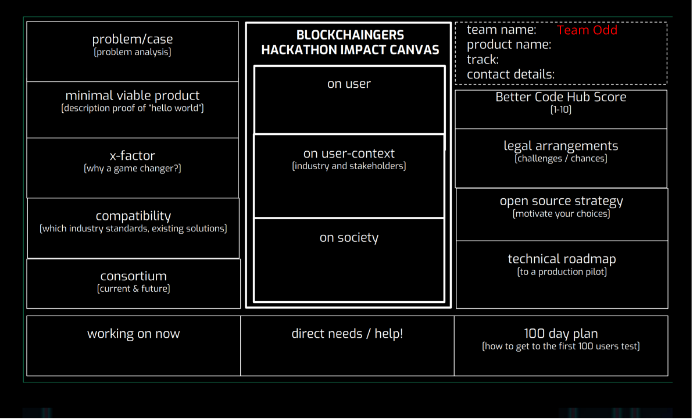 problem/case
[problem analysis]
minimal viable product
[description proof of "hello world"]
x-factor
[why a game changer?]
compatibility
[which industry standards, existing solutions]
consortium
[current & future]
BLOCKCHAINGERS
HACKATHON IMPACT CANVAS
on user
on user-context
[industry and stakeholders]
on society
team name: Team Odd
product name:
track:
contact details:
Better Code Hub Score
[1-10]
legal arrangements
[challenges / chances]
open source strategy
[motivate your choices]
technical roadmap
[to a production pilot]
working on now
direct needs / help!
100 day plan
[how to get to the first 100 users test]